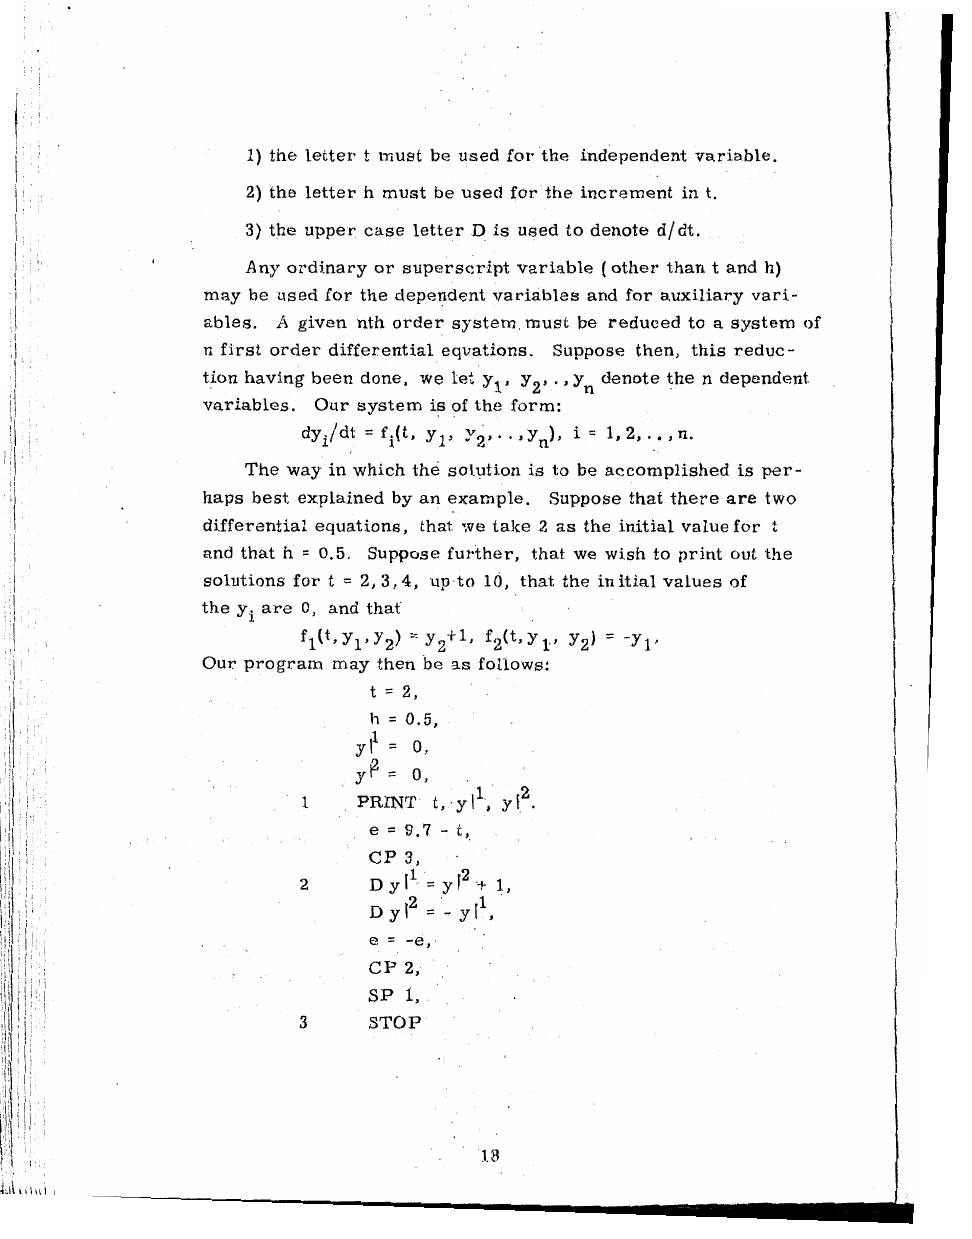 1) the letter t must be used for the independent variable.
2) the letter h must be used for the increment in t.
3) the upper case letter D is used to denote d/dt.
Any ordinary or superscript variable (other than t and h)
may be used for the dependent variables and for auxiliary vari-
ables. A given nth order system must be reduced to a system of
n first order differential equations. Suppose then, this reduc-
tion having been done, we let y₁, y₂, . ., yₙ denote the n dependent
variables. Our system is of the form:
dyᵢ/dt = fᵢ(t, y₁, y₂, . . ., yₙ), i = 1, 2, . . , n.
The way in which the solution is to be accomplished is per-
haps best explained by an example. Suppose that there are two
differential equations, that we take 2 as the initial value for t
and that h = 0.5. Suppose further, that we wish to print out the
solutions for t = 2, 3, 4, up to 10, that the initial values of
the yᵢ are 0, and that
f₁(t, y₁, y₂) = y₂+1, f₂(t, y₁, y₂) = -y₁.
Our program may then be as follows:
t = 2,
h = 0.5,
y|¹ = 0,
y|² = 0,
1 PRINT t, y|¹, y|².
e = 9.7 - t,
CP 3,
2 D y|¹ = y|² + 1,
D y|² = - y|¹,
e = -e,
CP 2,
SP 1,
3 STOP
18